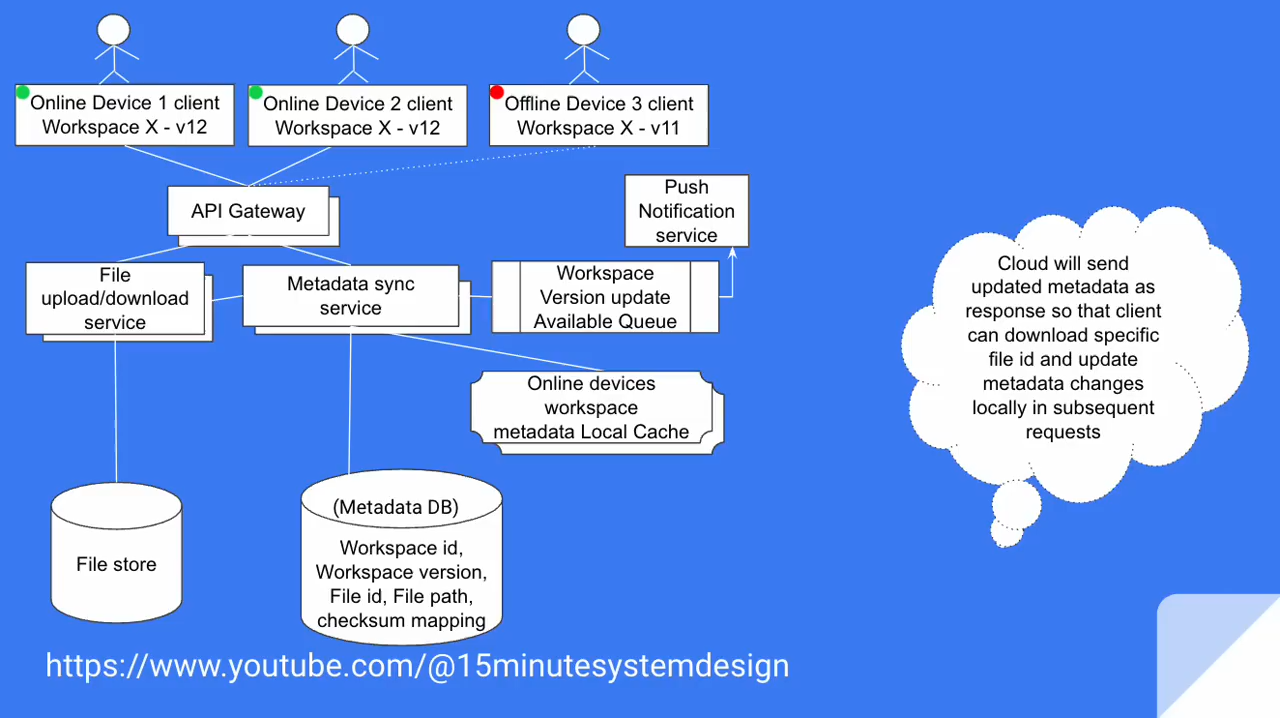 Online Device 1 client
Workspace X - v12
Online Device 2 client
Workspace X - v12
Offline Device 3 client
Workspace X - v11
API Gateway
Push
Notification
service
File
upload/download
service
Metadata sync
service
Workspace
Version update
Available Queue
Online devices
workspace
metadata Local Cache
File store
(Metadata DB)
Workspace id,
Workspace version,
File id, File path,
checksum mapping
Cloud will send
updated metadata as
response so that client
can download specific
file id and update
metadata changes
locally in subsequent
requests
https://www.youtube.com/@15minutesystemdesign